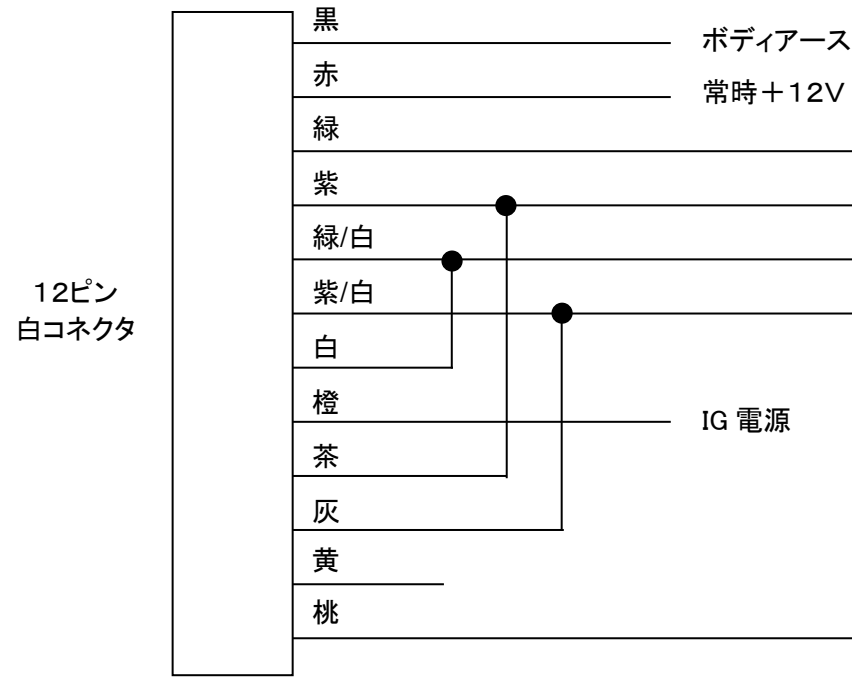 黒
ボディアース
赤
常時＋１２Ｖ
緑
紫
緑/白
紫/白
１２ピン
白コネクタ
白
橙
IG 電源
茶
灰
黄
桃